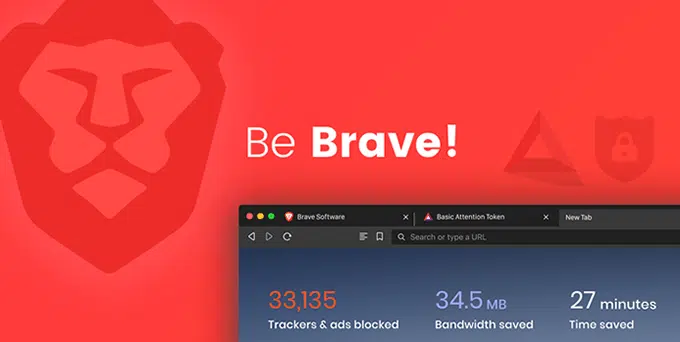 Be Brave!
Brave Software
Basic Attention Token
New Tab
Search or type a URL
33,135
34.5 MB
27 minutes
Trackers & ads blocked
Bandwidth saved
Time saved